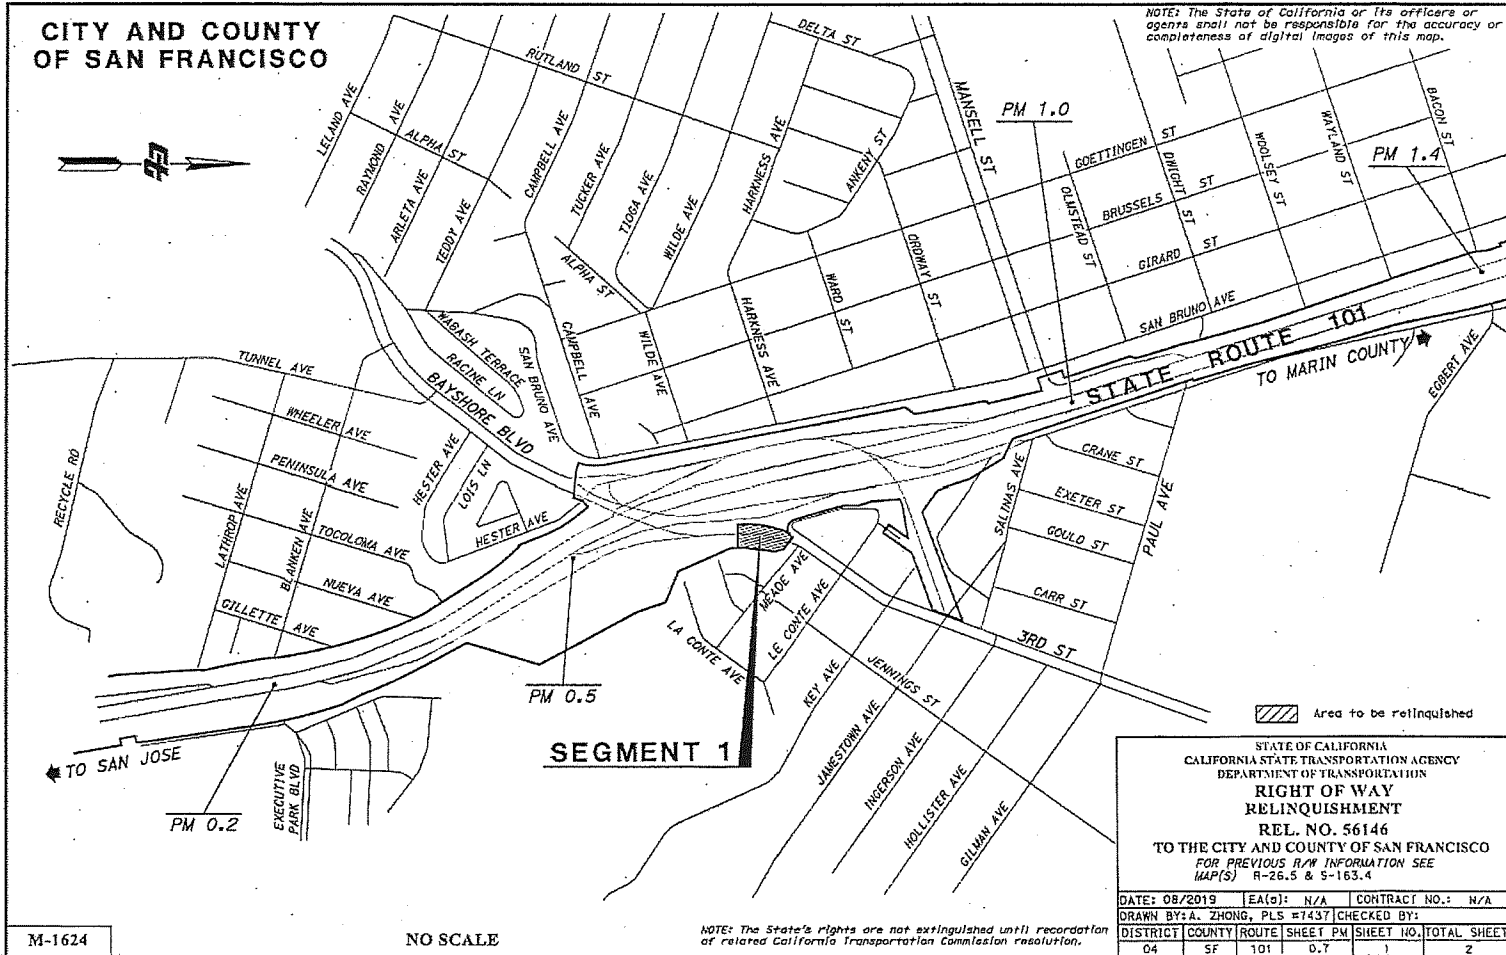 CITY AND COUNTY
OF SAN FRANCISCO
NOTE: The State of California or its officers or
agents shall not be responsible for the accuracy or
completeness of digital images of this map.
LELAND AVE
RAYMOND AVE
ALPHA ST
ARLETA AVE
TEDDY AVE
RUTLAND ST
CAMPBELL AVE
TUCKER AVE
TIOGA AVE
WILDE AVE
HARKNESS AVE
DELTA ST
ANKENY ST
MANSELL ST
PM 1.0
GOETTINGEN ST
DWIGHT ST
WOOLSEY ST
WAYLAND ST
BACON ST
PM 1.4
BRUSSELS ST
OLMSTEAD ST
GIRARD ST
SAN BRUNO AVE
ORDWAY ST
WARD ST
HARKNESS AVE
ALPHA ST
WILDE AVE
CAMPBELL AVE
SAN BRUNO AVE
WABASH TERRACE
RACINE LN
BAYSHORE BLVD
STATE ROUTE 101
TO MARIN COUNTY
EGBERT AVE
TUNNEL AVE
WHEELER AVE
PENINSULA AVE
TOCOLOMA AVE
NUEVA AVE
GILLETTE AVE
RECYCLE RD
LATHROP AVE
BLANKEN AVE
HESTER AVE
LOIS LN
HESTER AVE
CRANE ST
EXETER ST
GOULD ST
CARR ST
SALINAS AVE
PAUL AVE
3RD ST
MEADE AVE
LE CONTE AVE
LA CONTE AVE
JENNINGS ST
KEY AVE
JAMESTOWN AVE
INGERSON AVE
HOLLISTER AVE
GILMAN AVE
PM 0.5
SEGMENT 1
TO SAN JOSE
PM 0.2
EXECUTIVE
PARK BLVD
Area to be relinquished
STATE OF CALIFORNIA
CALIFORNIA STATE TRANSPORTATION AGENCY
DEPARTMENT OF TRANSPORTATION
RIGHT OF WAY
RELINQUISHMENT
REL. NO. 56146
TO THE CITY AND COUNTY OF SAN FRANCISCO
FOR PREVIOUS R/W INFORMATION SEE
MAP(S) R-26.5 & S-163.4
DATE: 08/2019 EA(s): N/A CONTRACT NO.: N/A
DRAWN BY: A. ZHONG, PLS #7437 CHECKED BY:
DISTRICT COUNTY ROUTE SHEET PM SHEET NO. TOTAL SHEET
04 SF 101 0.7 1 2
M-1624
NO SCALE
NOTE: The State's rights are not extinguished until recordation
of related California Transportation Commission resolution.